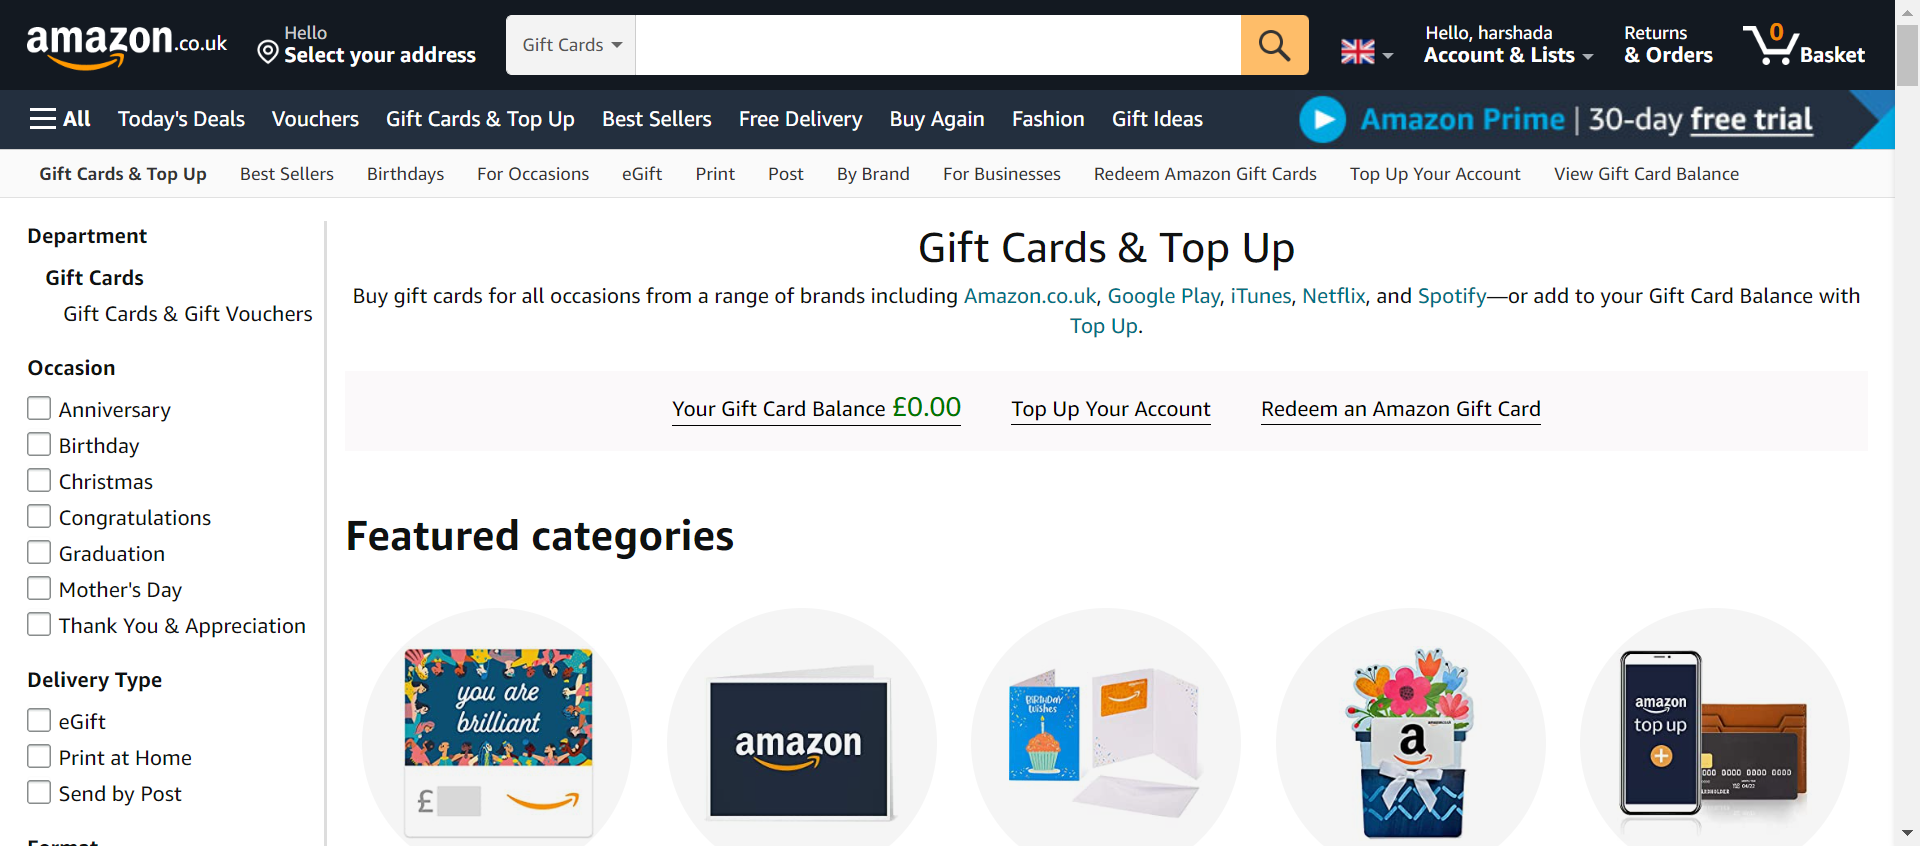 amazon.co.uk
Hello
Select your address
Gift Cards
Hello, harshada
Account & Lists
Returns
& Orders
0
Basket
All Today's Deals Vouchers Gift Cards & Top Up Best Sellers Free Delivery Buy Again Fashion Gift Ideas
Amazon Prime | 30-day free trial
Gift Cards & Top Up Best Sellers Birthdays For Occasions eGift Print Post By Brand For Businesses Redeem Amazon Gift Cards Top Up Your Account View Gift Card Balance
Department
Gift Cards
Gift Cards & Gift Vouchers
Occasion
Anniversary
Birthday
Christmas
Congratulations
Graduation
Mother's Day
Thank You & Appreciation
Delivery Type
eGift
Print at Home
Send by Post
Gift Cards & Top Up
Buy gift cards for all occasions from a range of brands including Amazon.co.uk, Google Play, iTunes, Netflix, and Spotify—or add to your Gift Card Balance with
Top Up.
Your Gift Card Balance £0.00 Top Up Your Account Redeem an Amazon Gift Card
Featured categories
you are
brilliant
£
amazon
BIRTHDAY
Wishes
a
amazon
top up
0000 0000 0000